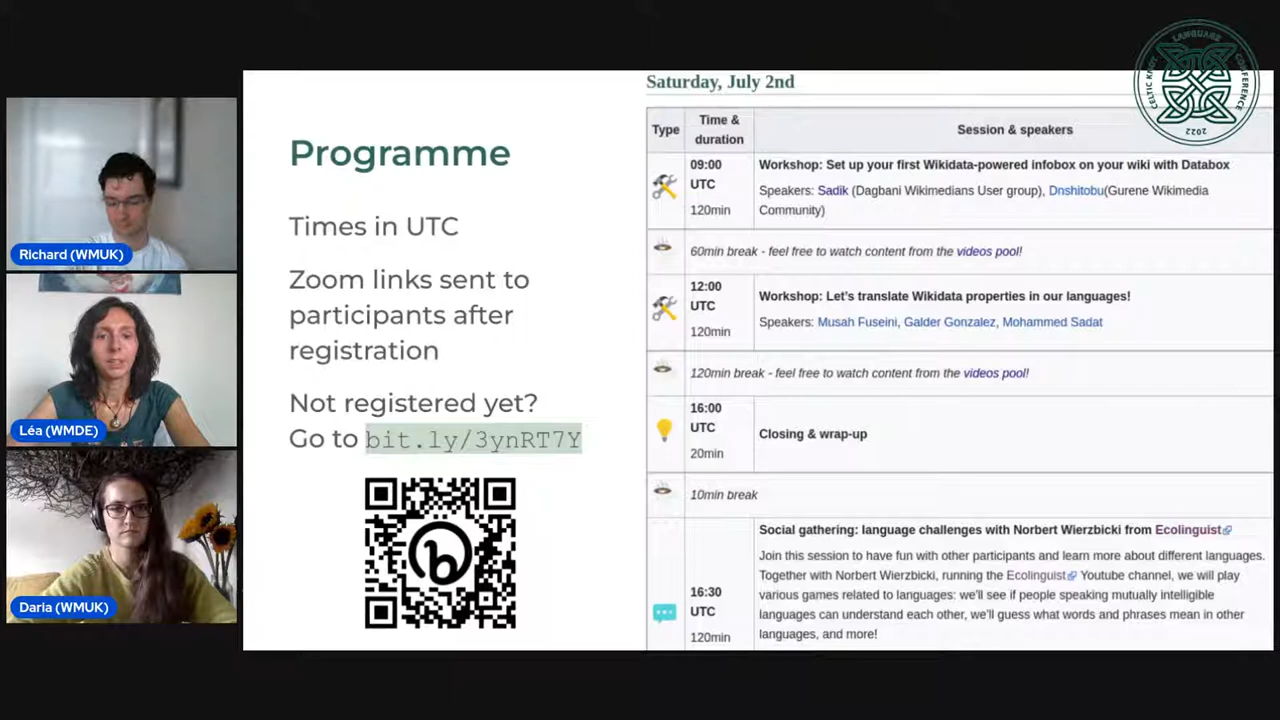 LANGUAGE
CELTIC KNOT
CONFERENCE
2022
Richard (WMUK)
Léa (WMDE)
Daria (WMUK)
Programme
Times in UTC
Zoom links sent to
participants after
registration
Not registered yet?
Go to bit.ly/3ynRT7Y
b
Saturday, July 2nd
Type
Time &
duration
Session & speakers
09:00
UTC
120min
Workshop: Set up your first Wikidata-powered infobox on your wiki with Databox
Speakers: Sadik (Dagbani Wikimedians User group), Dnshitobu(Gurene Wikimedia
Community)
60min break - feel free to watch content from the videos pool!
12:00
UTC
120min
Workshop: Let's translate Wikidata properties in our languages!
Speakers: Musah Fuseini, Galder Gonzalez, Mohammed Sadat
120min break - feel free to watch content from the videos pool!
16:00
UTC
20min
Closing & wrap-up
10min break
16:30
UTC
120min
Social gathering: language challenges with Norbert Wierzbicki from Ecolinguist
Join this session to have fun with other participants and learn more about different languages.
Together with Norbert Wierzbicki, running the Ecolinguist Youtube channel, we will play
various games related to languages: we'll see if people speaking mutually intelligible
languages can understand each other, we'll guess what words and phrases mean in other
languages, and more!